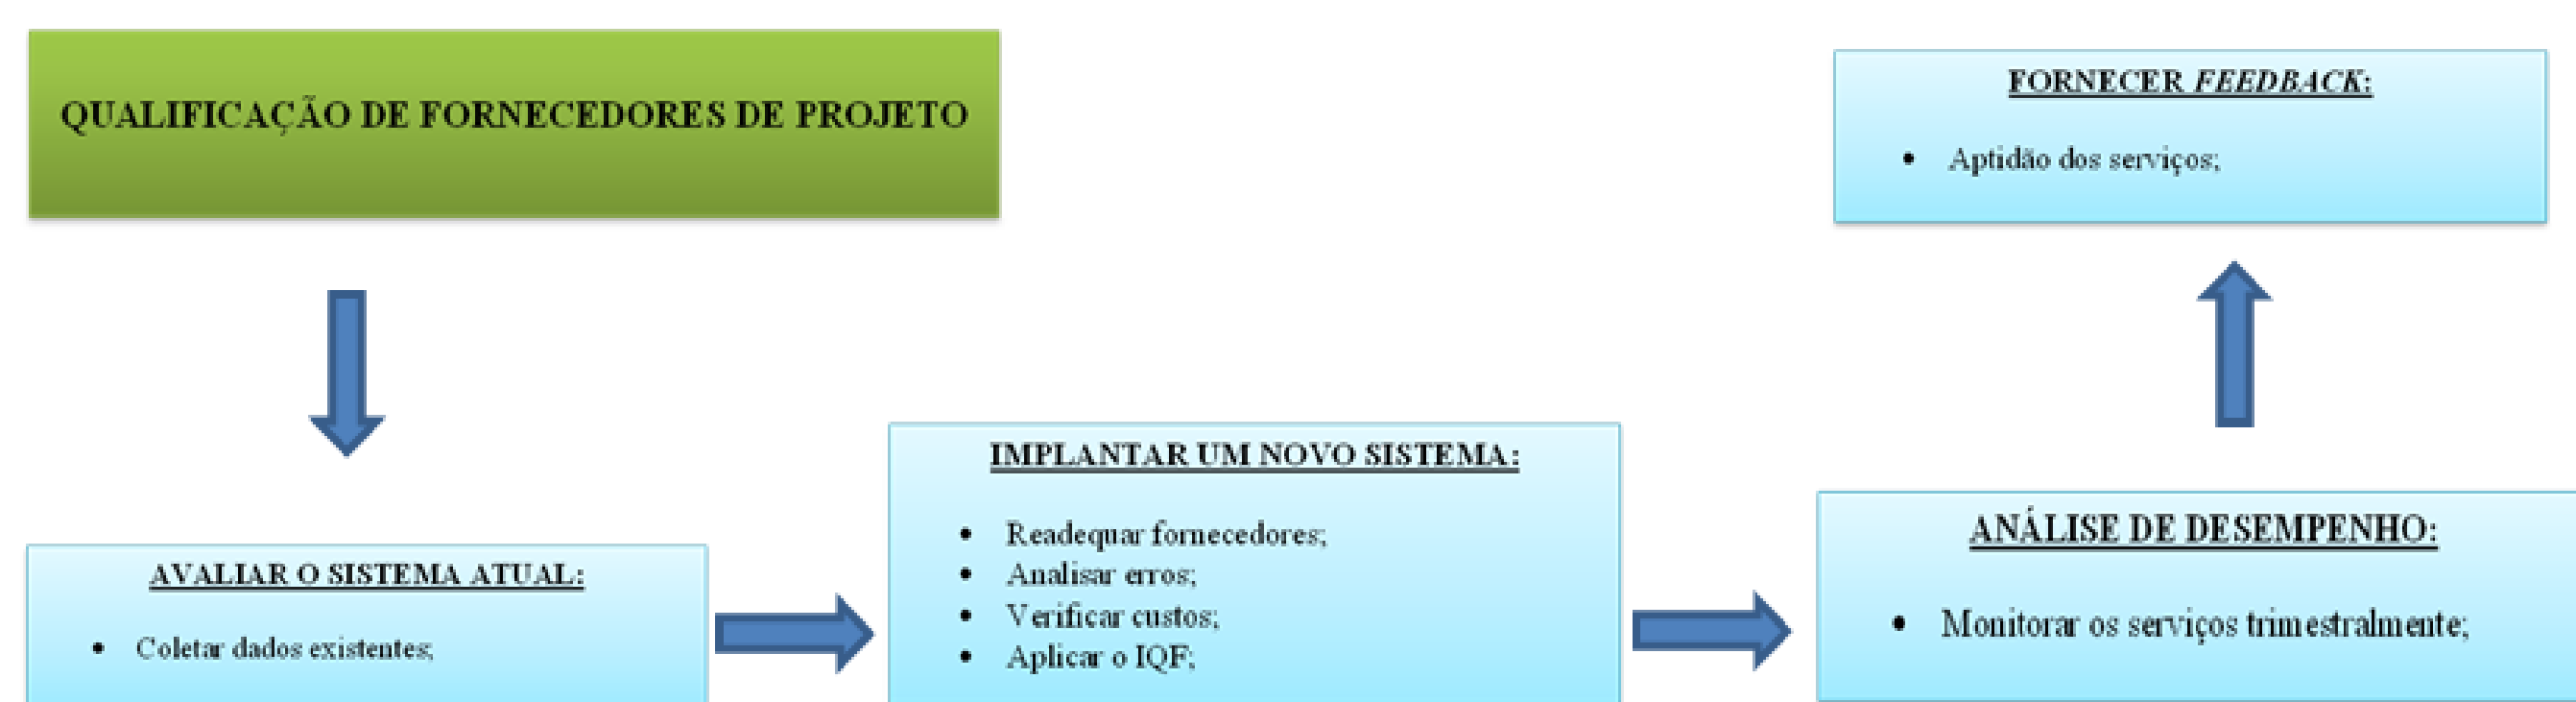 QUALIFICAÇÃO DE FORNECEDORES DE PROJETO
AVALIAR O SISTEMA ATUAL:
• Coletar dados existentes;
IMPLANTAR UM NOVO SISTEMA:
• Readequar fornecedores;
• Analisar erros;
• Verificar custos;
• Aplicar o IQF;
ANÁLISE DE DESEMPENHO:
• Monitorar os serviços trimestralmente;
FORNECER FEEDBACK:
• Aptidão dos serviços;